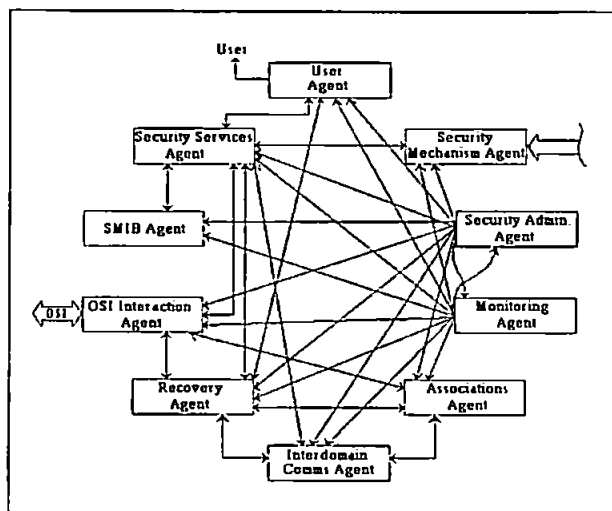 User
User
Agent
Security Services
Agent
Security
Mechanism Agent
SMIB Agent
Security Admin.
Agent
OSI
OSI Interaction
Agent
Monitoring
Agent
Recovery
Agent
Associations
Agent
Interdomain
Comms Agent